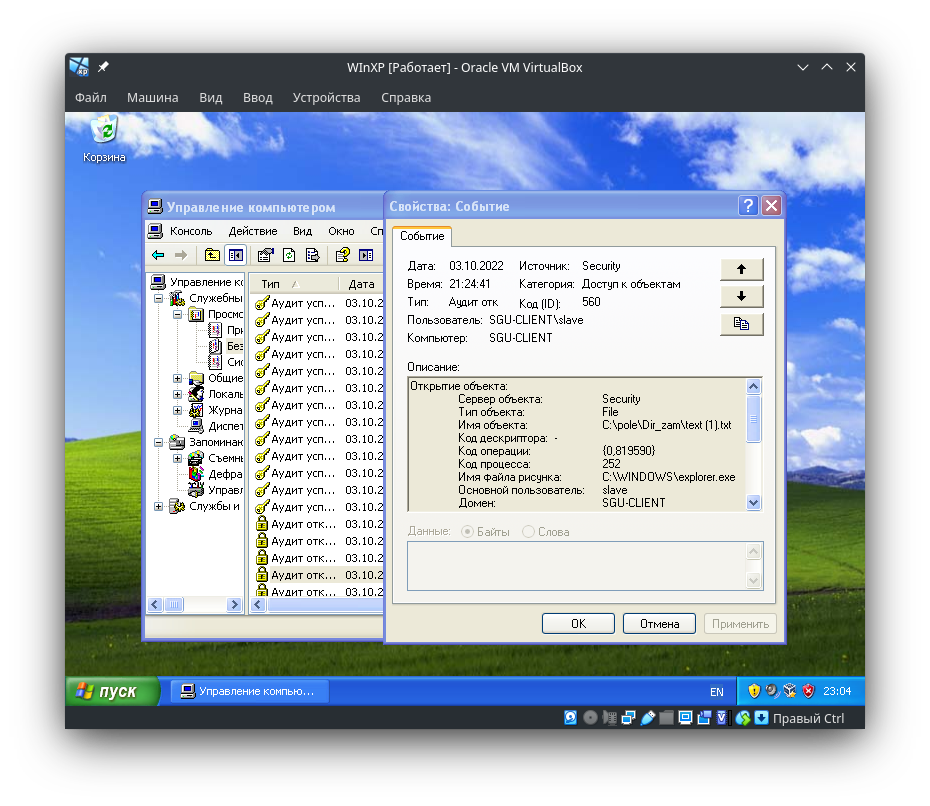 WInXP [Работает] - Oracle VM VirtualBox
Файл Машина Вид Ввод Устройства Справка
Корзина
Управление компьютером
Консоль Действие Вид Окно Сп
Управление ко
Служебны
Просмо
При
Без
Сис
Общие
Локаль
Журна
Диспет
Запоминаю
Съемны
Дефра
Управл
Службы и
Тип Дата
Аудит усп... 03.10.2
Аудит усп... 03.10.2
Аудит усп... 03.10.2
Аудит усп... 03.10.2
Аудит усп... 03.10.2
Аудит усп... 03.10.2
Аудит усп... 03.10.2
Аудит усп... 03.10.2
Аудит усп... 03.10.2
Аудит усп... 03.10.2
Аудит усп... 03.10.2
Аудит усп... 03.10.2
Аудит усп... 03.10.2
Аудит отк... 03.10.2
Аудит отк... 03.10.2
Аудит отк... 03.10.2
Аудит отк... 03.10.2
Аудит отк... 03.10.2
Свойства: Событие
Событие
Дата: 03.10.2022 Источник: Security
Время: 21:24:41 Категория: Доступ к объектам
Тип: Аудит отк Код (ID): 560
Пользователь: SGU-CLIENT\slave
Компьютер: SGU-CLIENT
Описание:
Открытие объекта:
Сервер объекта: Security
Тип объекта: File
Имя объекта: C:\pole\Dir_zam\text (1).txt
Код дескриптора: -
Код операции: {0,819590}
Код процесса: 252
Имя файла рисунка: C:\WINDOWS\explorer.exe
Основной пользователь: slave
Домен: SGU-CLIENT
Данные: Байты Слова
OK Отмена Применить
пуск Управление компью... EN 23:04
Правый Ctrl